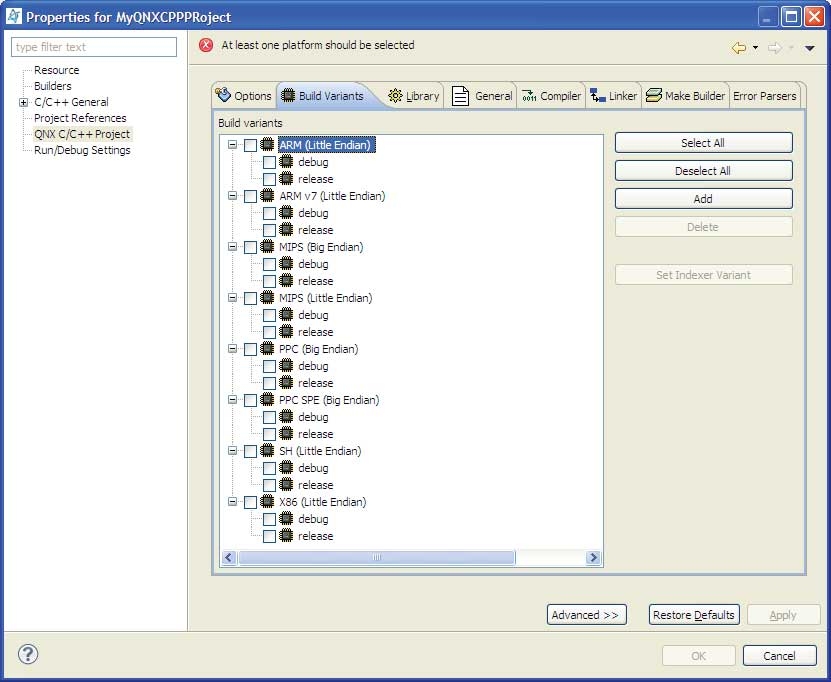 Properties for MyQNXCPPPRoject
type filter text
Resource
Builders
C/C++ General
Project References
QNX C/C++ Project
Run/Debug Settings
At least one platform should be selected
Options Build Variants Library General Compiler Linker Make Builder Error Parsers
Build variants
ARM (Little Endian)
debug
release
ARM v7 (Little Endian)
debug
release
MIPS (Big Endian)
debug
release
MIPS (Little Endian)
debug
release
PPC (Big Endian)
debug
release
PPC SPE (Big Endian)
debug
release
SH (Little Endian)
debug
release
X86 (Little Endian)
debug
release
Select All
Deselect All
Add
Delete
Set Indexer Variant
Advanced >> Restore Defaults Apply
? OK Cancel